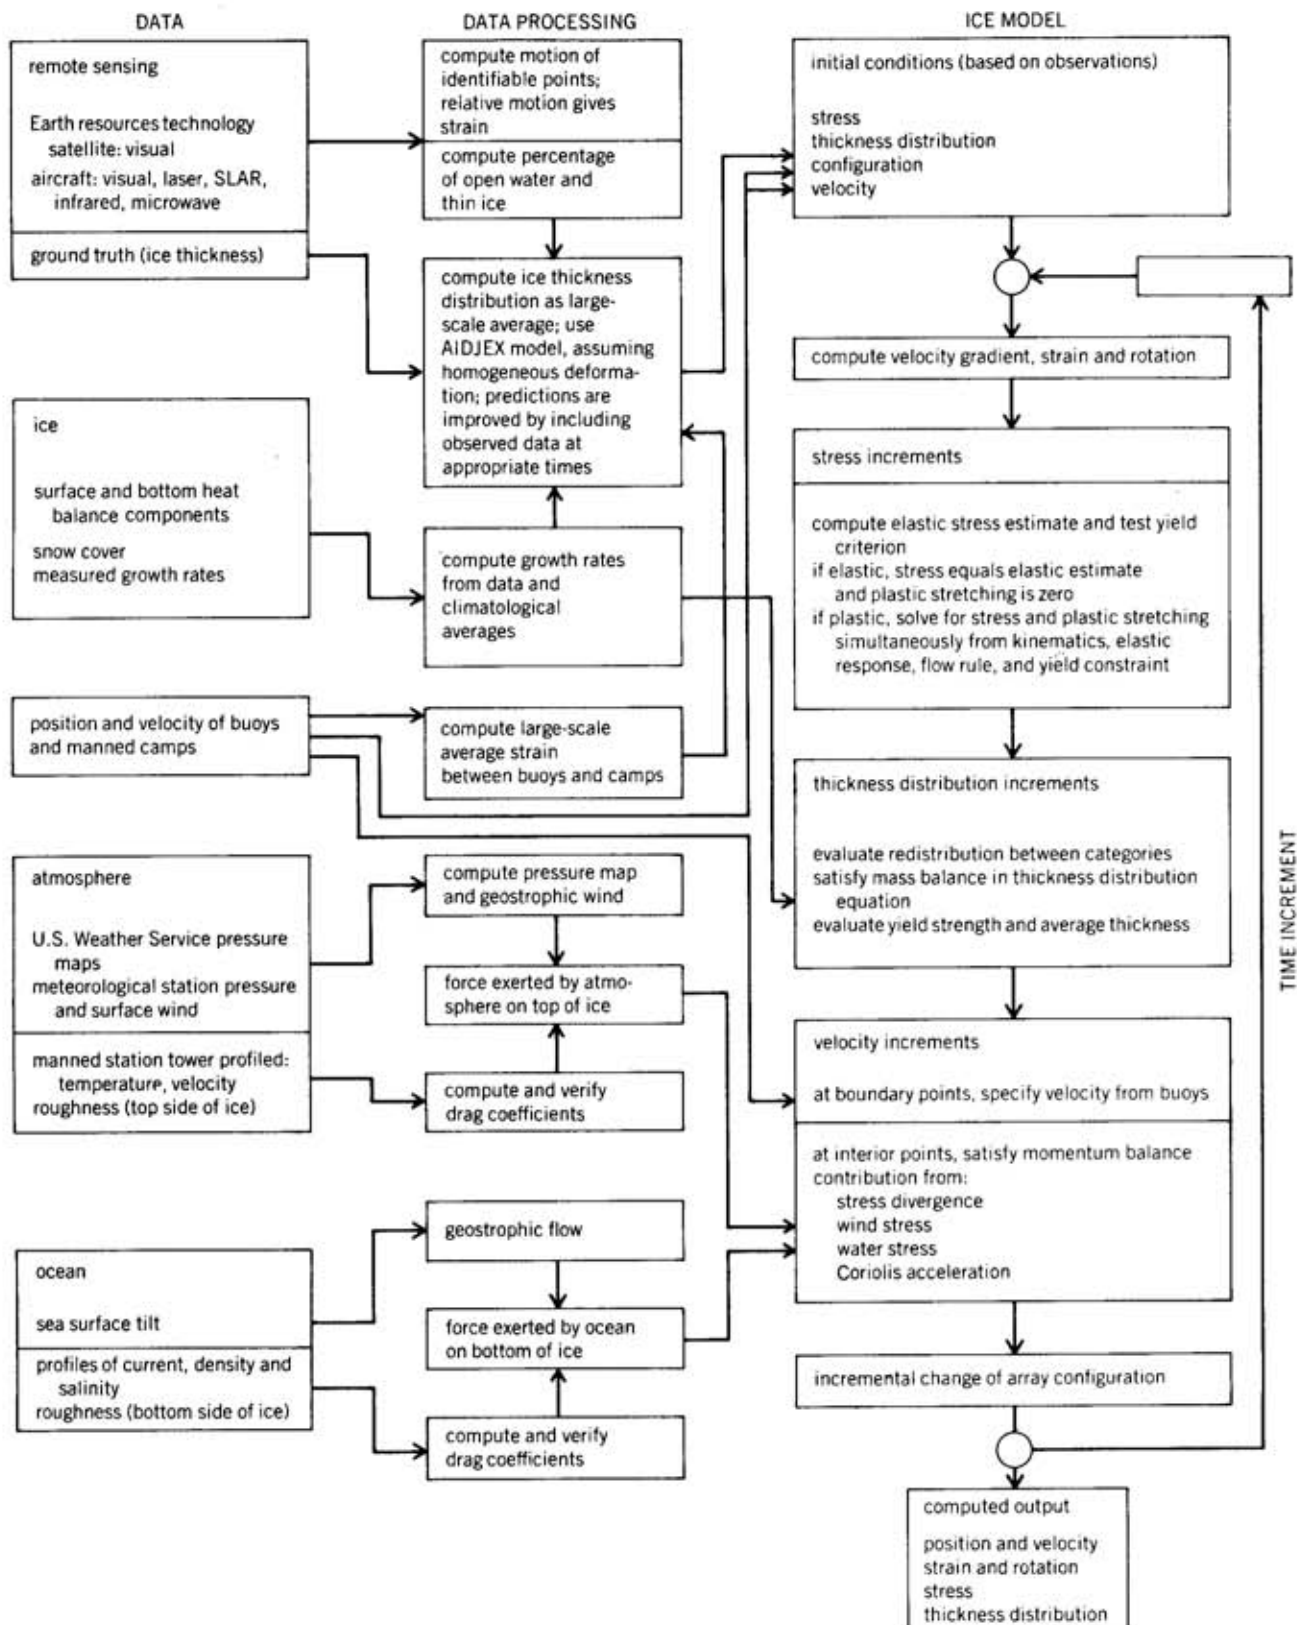 DATA
remote sensing
Earth resources technology
satellite: visual
aircraft: visual, laser, SLAR,
infrared, microwave
ground truth (ice thickness)
ice
surface and bottom heat
balance components
snow cover
measured growth rates
position and velocity of buoys
and manned camps
atmosphere
U.S. Weather Service pressure
maps
meteorological station pressure
and surface wind
manned station tower profiled:
temperature, velocity
roughness (top side of ice)
ocean
sea surface tilt
profiles of current, density and
salinity
roughness (bottom side of ice)
DATA PROCESSING
compute motion of
identifiable points;
relative motion gives
strain
compute percentage
of open water and
thin ice
compute ice thickness
distribution as large-
scale average; use
AIDJEX model, assuming
homogeneous deforma-
tion; predictions are
improved by including
observed data at
appropriate times
compute growth rates
from data and
climatological
averages
compute large-scale
average strain
between buoys and camps
compute pressure map
and geostrophic wind
force exerted by atmo-
sphere on top of ice
compute and verify
drag coefficients
geostrophic flow
force exerted by ocean
on bottom of ice
compute and verify
drag coefficients
ICE MODEL
initial conditions (based on observations)
stress
thickness distribution
configuration
velocity
compute velocity gradient, strain and rotation
stress increments
compute elastic stress estimate and test yield
criterion
if elastic, stress equals elastic estimate
and plastic stretching is zero
if plastic, solve for stress and plastic stretching
simultaneously from kinematics, elastic
response, flow rule, and yield constraint
thickness distribution increments
evaluate redistribution between categories
satisfy mass balance in thickness distribution
equation
evaluate yield strength and average thickness
velocity increments
at boundary points, specify velocity from buoys
at interior points, satisfy momentum balance
contribution from:
stress divergence
wind stress
water stress
Coriolis acceleration
incremental change of array configuration
computed output
position and velocity
strain and rotation
stress
thickness distribution
TIME INCREMENT